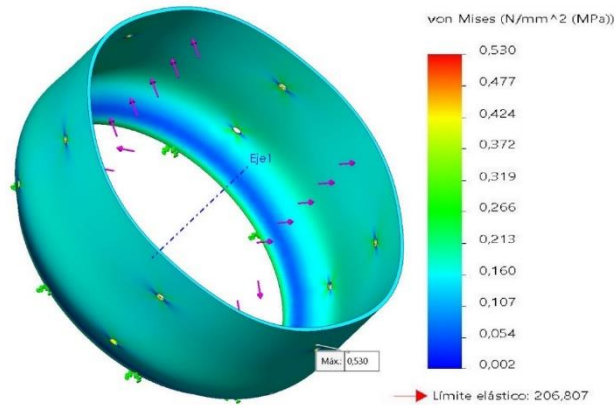 von Mises (N/mm^2 (MPa))
0,530
0,477
0,424
0,372
0,319
0,266
0,213
0,160
0,107
0,054
0,002
Límite elástico: 206,807
Eje1
Máx.: 0,530